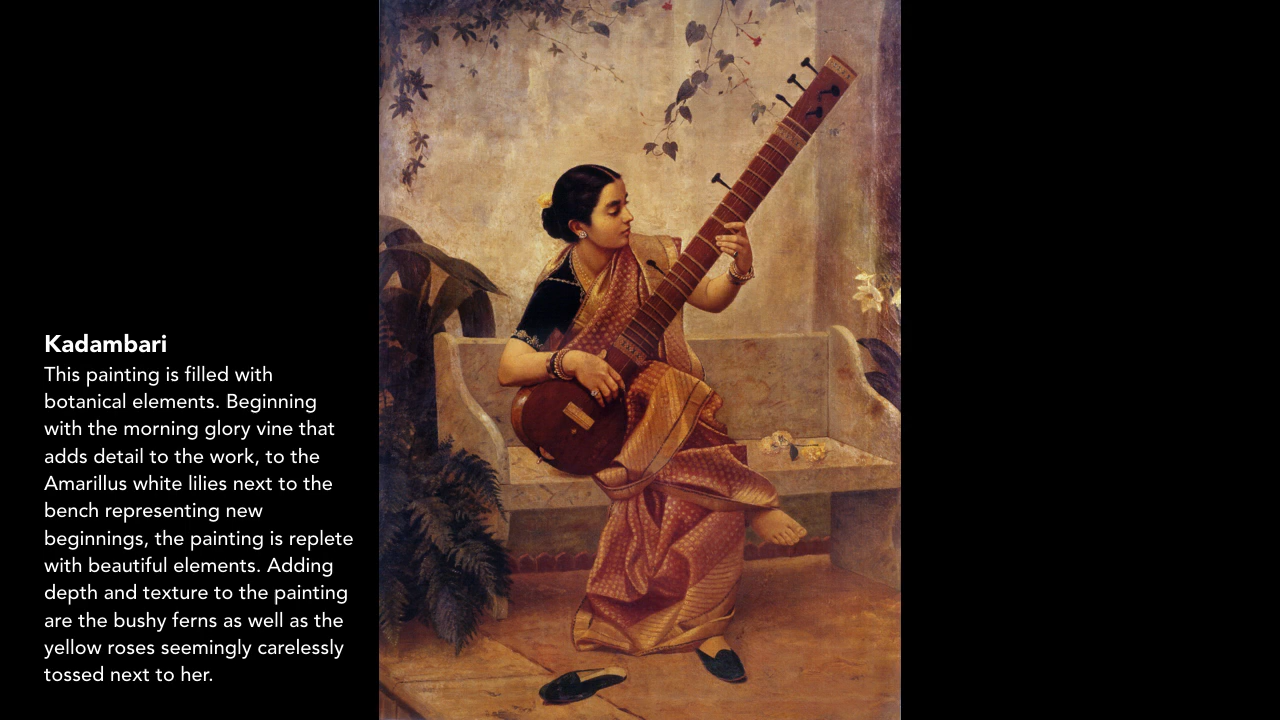 Kadambari
This painting is filled with
botanical elements. Beginning
with the morning glory vine that
adds detail to the work, to the
Amarillus white lilies next to the
bench representing new
beginnings, the painting is replete
with beautiful elements. Adding
depth and texture to the painting
are the bushy ferns as well as the
yellow roses seemingly carelessly
tossed next to her.